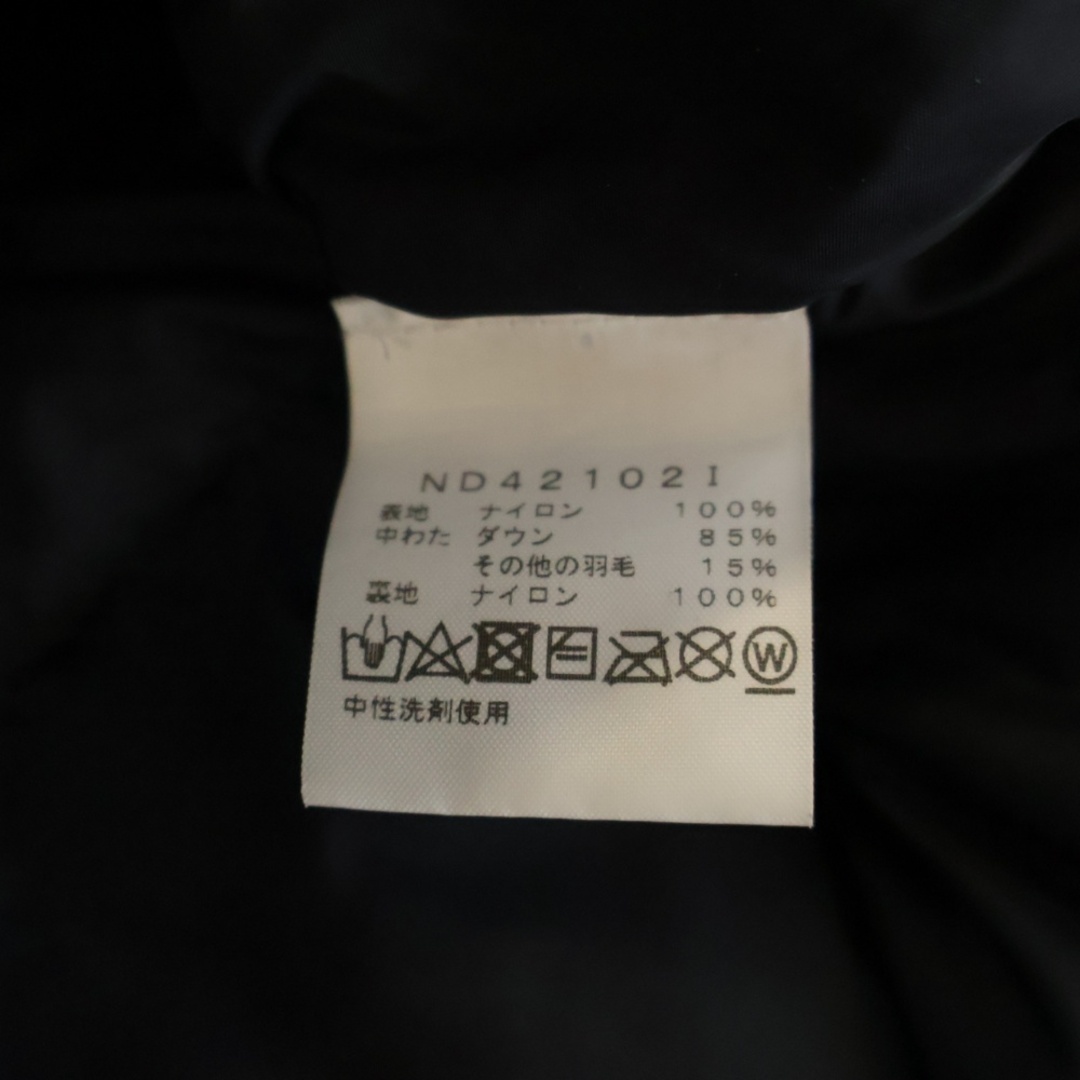 ND42102I
表地 ナイロン 100%
中わた ダウン 85%
その他の羽毛 15%
裏地 ナイロン 100%
W
中性洗剤使用